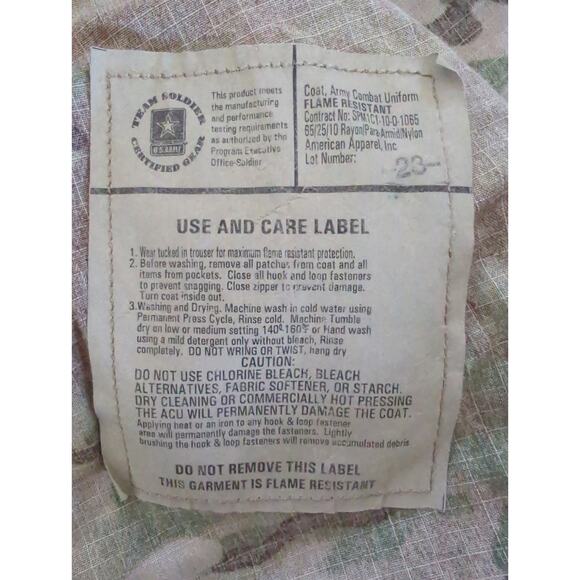 TEAM SOLDIER
U.S. ARMY
CERTIFIED GEAR
This product meets
the manufacturing
and performance
testing requirements
as authorized by the
Program Executive
Office-Soldier
Coat, Army Combat Uniform
FLAME RESISTANT
Contract No: SPM1C1-10-D-1065
65/25/10 Rayon/Para-Aramid/Nylon
American Apparel, Inc
Lot Number: 23
USE AND CARE LABEL
1. Wear tucked in trouser for maximum flame resistant protection.
2. Before washing, remove all patches from coat and all
items from pockets. Close all hook and loop fasteners
to prevent snagging. Close zipper to prevent damage.
Turn coat inside out.
3. Washing and Drying. Machine wash in cold water using
Permanent Press Cycle, Rinse cold. Machine Tumble
dry on low or medium setting 140°-160°F or Hand wash
using a mild detergent only without bleach, Rinse
completely. DO NOT WRING OR TWIST, hang dry
CAUTION:
DO NOT USE CHLORINE BLEACH, BLEACH
ALTERNATIVES, FABRIC SOFTENER, OR STARCH.
DRY CLEANING OR COMMERCIALLY HOT PRESSING
THE ACU WILL PERMANENTLY DAMAGE THE COAT.
Applying heat or an iron to any hook & loop fastener
area will permanently damage the fasteners. Lightly
brushing the hook & loop fasteners will remove accumulated debris
DO NOT REMOVE THIS LABEL
THIS GARMENT IS FLAME RESISTANT